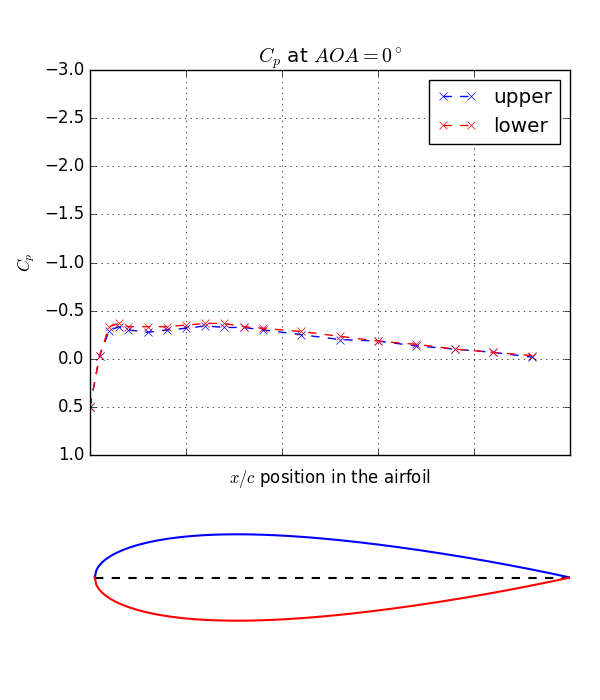 C_p at AOA = 0°
−3.0
−2.5
−2.0
−1.5
−1.0
−0.5
0.0
0.5
1.0
C_p
upper
lower
x/c position in the airfoil